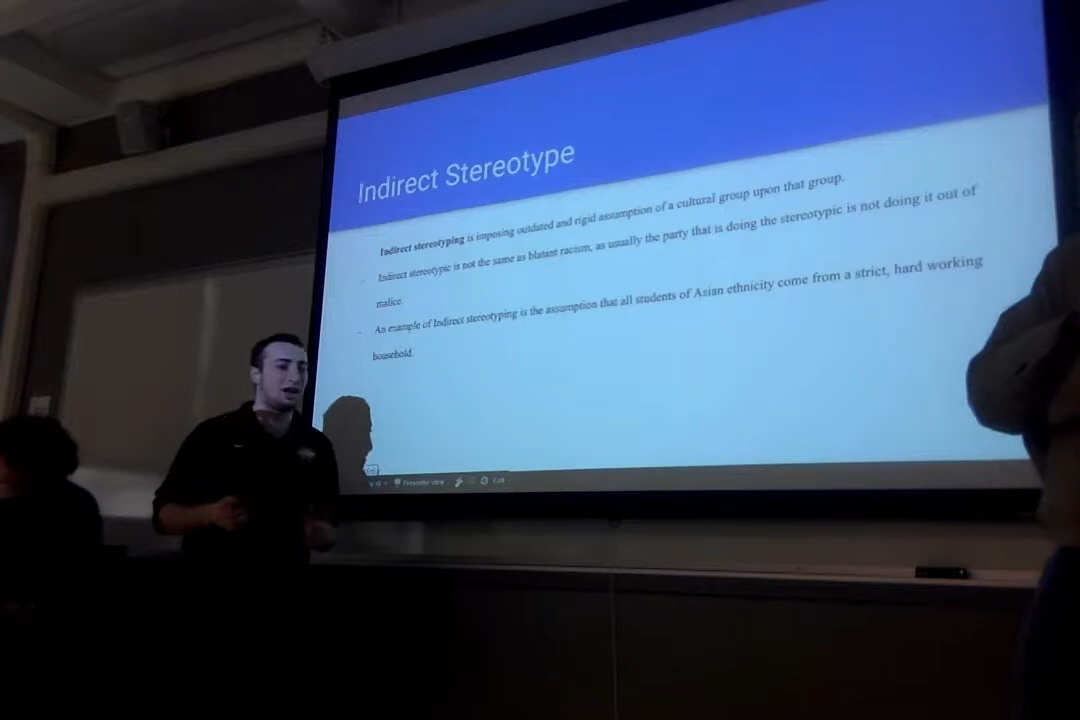 Indirect Stereotype
Indirect stereotyping is imposing outdated and rigid assumption of a cultural group upon that group.
- Indirect stereotypic is not the same as blatant racism, as usually the party that is doing the stereotypic is not doing it out of
malice.
- An example of Indirect stereotyping is the assumption that all students of Asian ethnicity come from a strict, hard working
household.
Presenter view